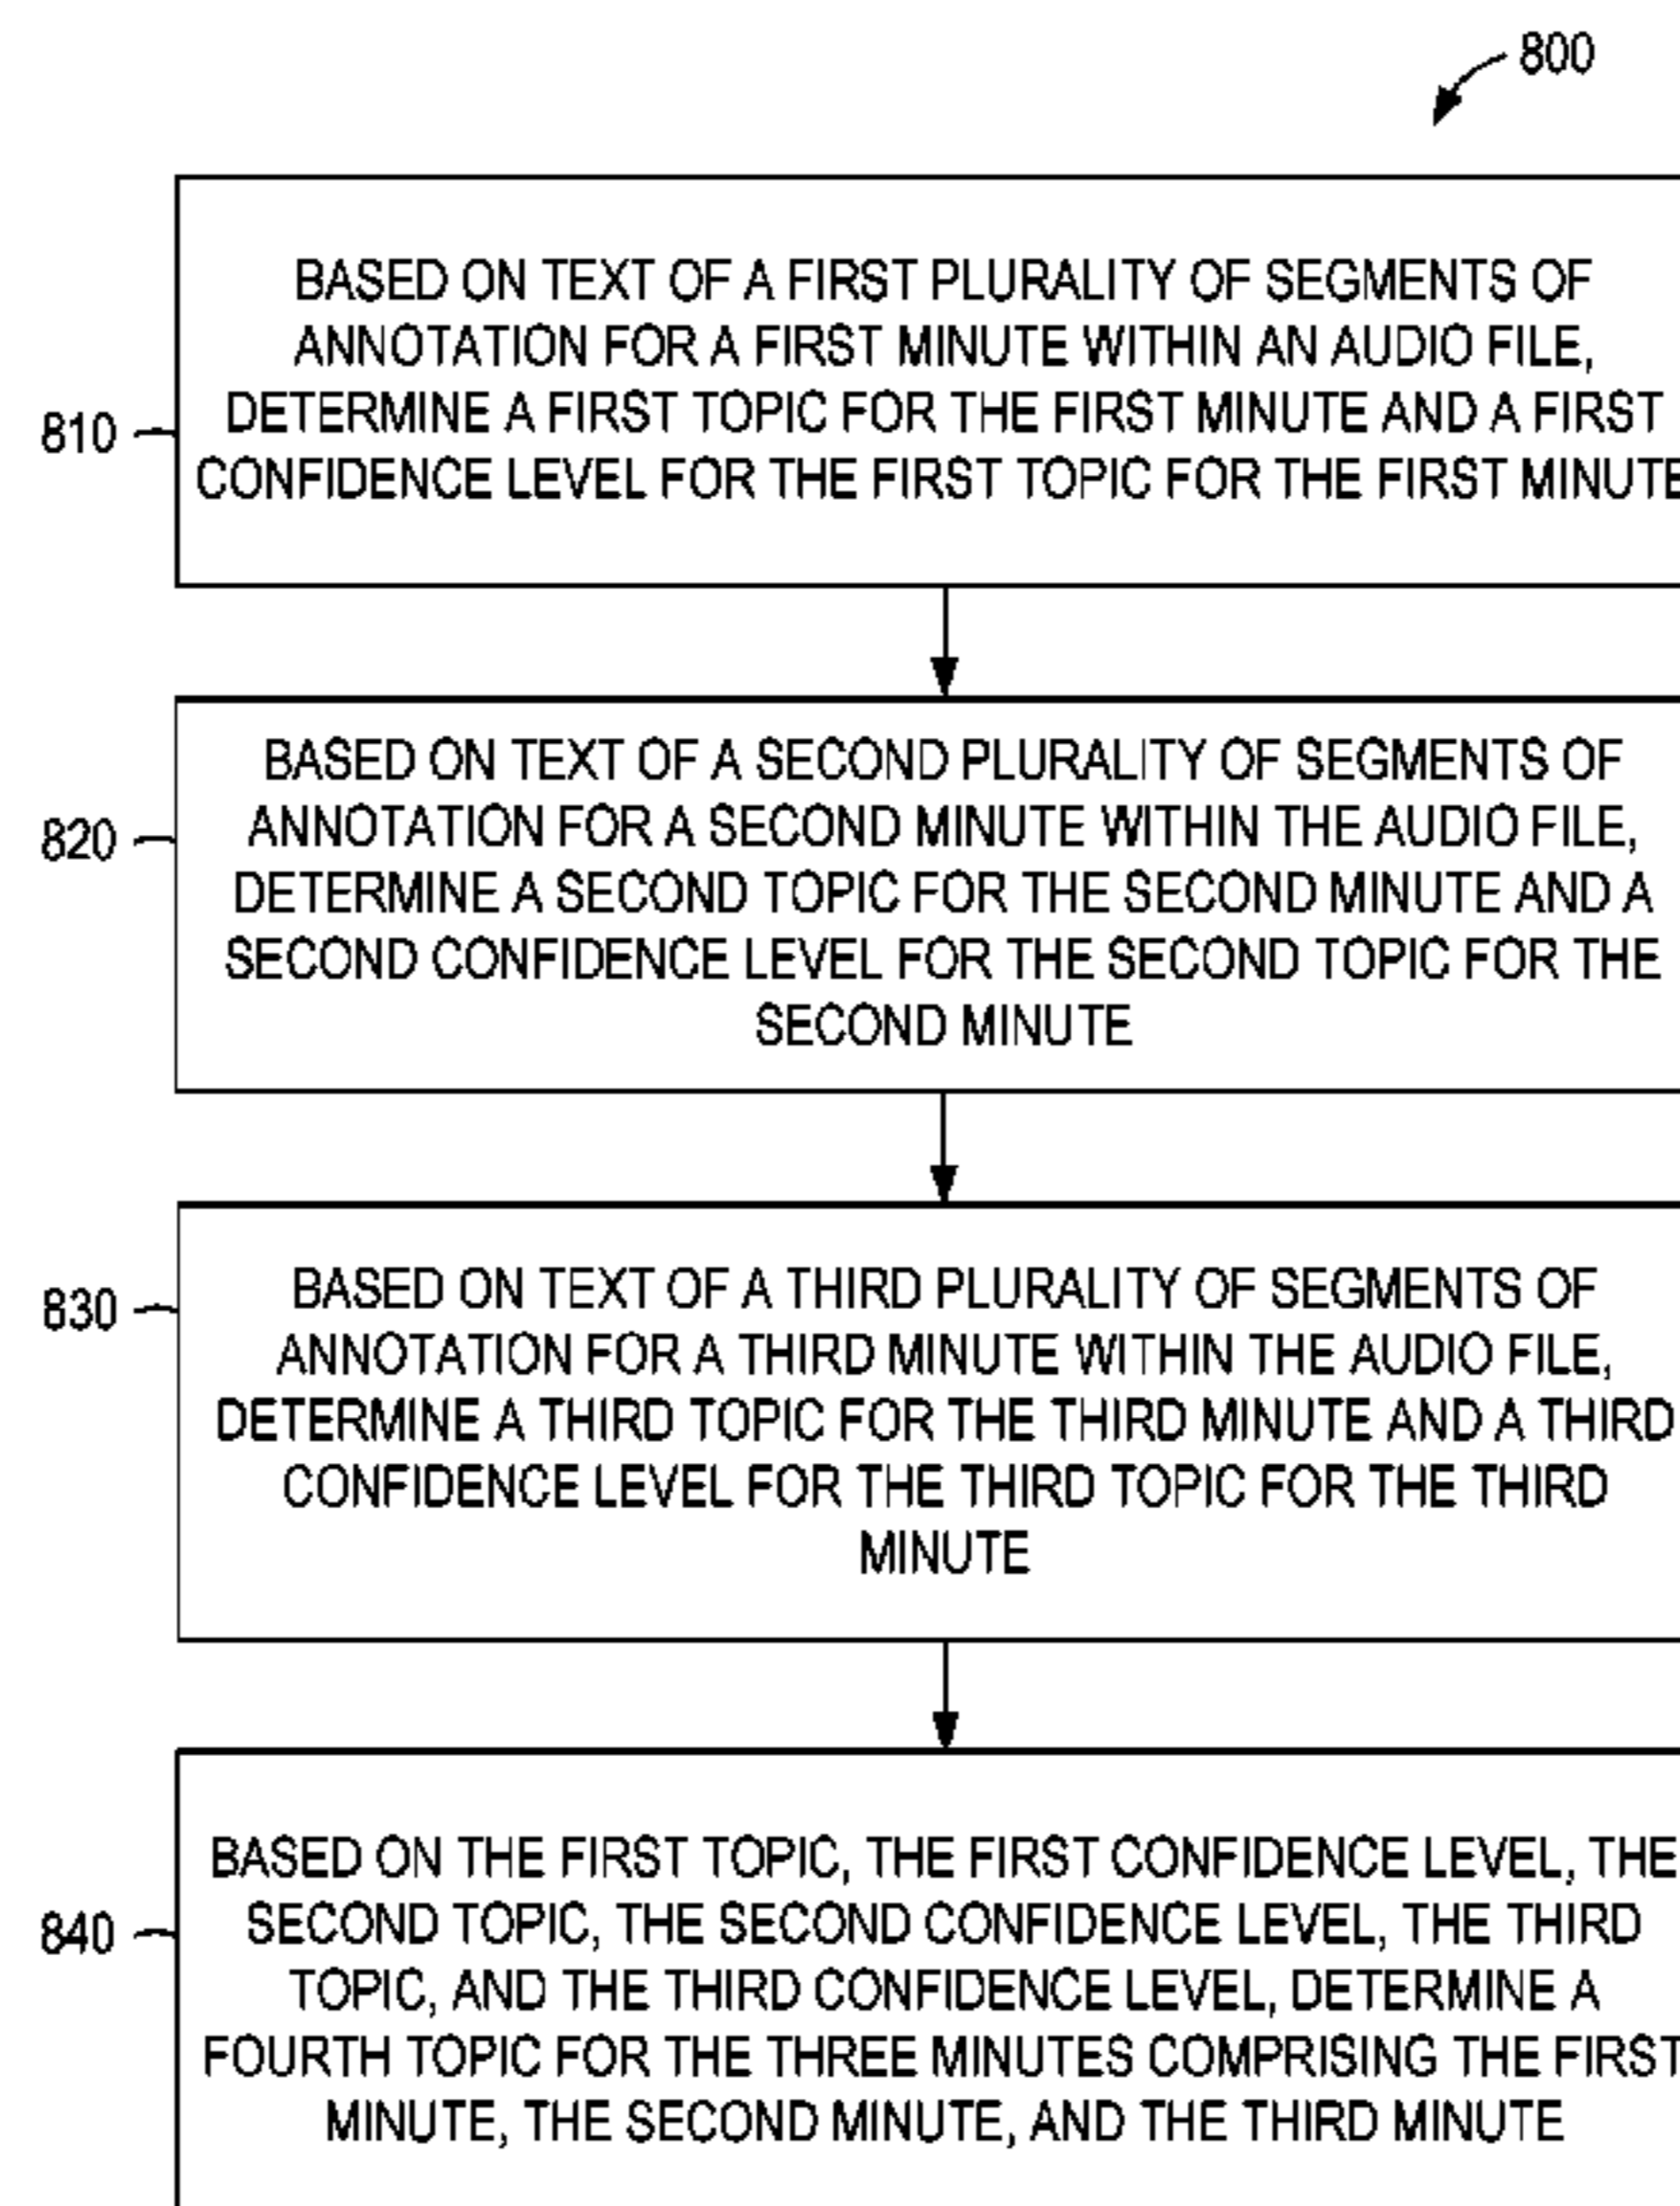 800
BASED ON TEXT OF A FIRST PLURALITY OF SEGMENTS OF
ANNOTATION FOR A FIRST MINUTE WITHIN AN AUDIO FILE,
DETERMINE A FIRST TOPIC FOR THE FIRST MINUTE AND A FIRST
810
CONFIDENCE LEVEL FOR THE FIRST TOPIC FOR THE FIRST MINUTE
BASED ON TEXT OF A SECOND PLURALITY OF SEGMENTS OF
820
ANNOTATION FOR A SECOND MINUTE WITHIN THE AUDIO FILE,
DETERMINE A SECOND TOPIC FOR THE SECOND MINUTE AND A
SECOND CONFIDENCE LEVEL FOR THE SECOND TOPIC FOR THE
SECOND MINUTE
830
BASED ON TEXT OF A THIRD PLURALITY OF SEGMENTS OF
ANNOTATION FOR A THIRD MINUTE WITHIN THE AUDIO FILE,
DETERMINE A THIRD TOPIC FOR THE THIRD MINUTE AND A THIRD
CONFIDENCE LEVEL FOR THE THIRD TOPIC FOR THE THIRD
MINUTE
840
BASED ON THE FIRST TOPIC, THE FIRST CONFIDENCE LEVEL, THE
SECOND TOPIC, THE SECOND CONFIDENCE LEVEL, THE THIRD
TOPIC, AND THE THIRD CONFIDENCE LEVEL, DETERMINE A
FOURTH TOPIC FOR THE THREE MINUTES COMPRISING THE FIRST
MINUTE, THE SECOND MINUTE, AND THE THIRD MINUTE